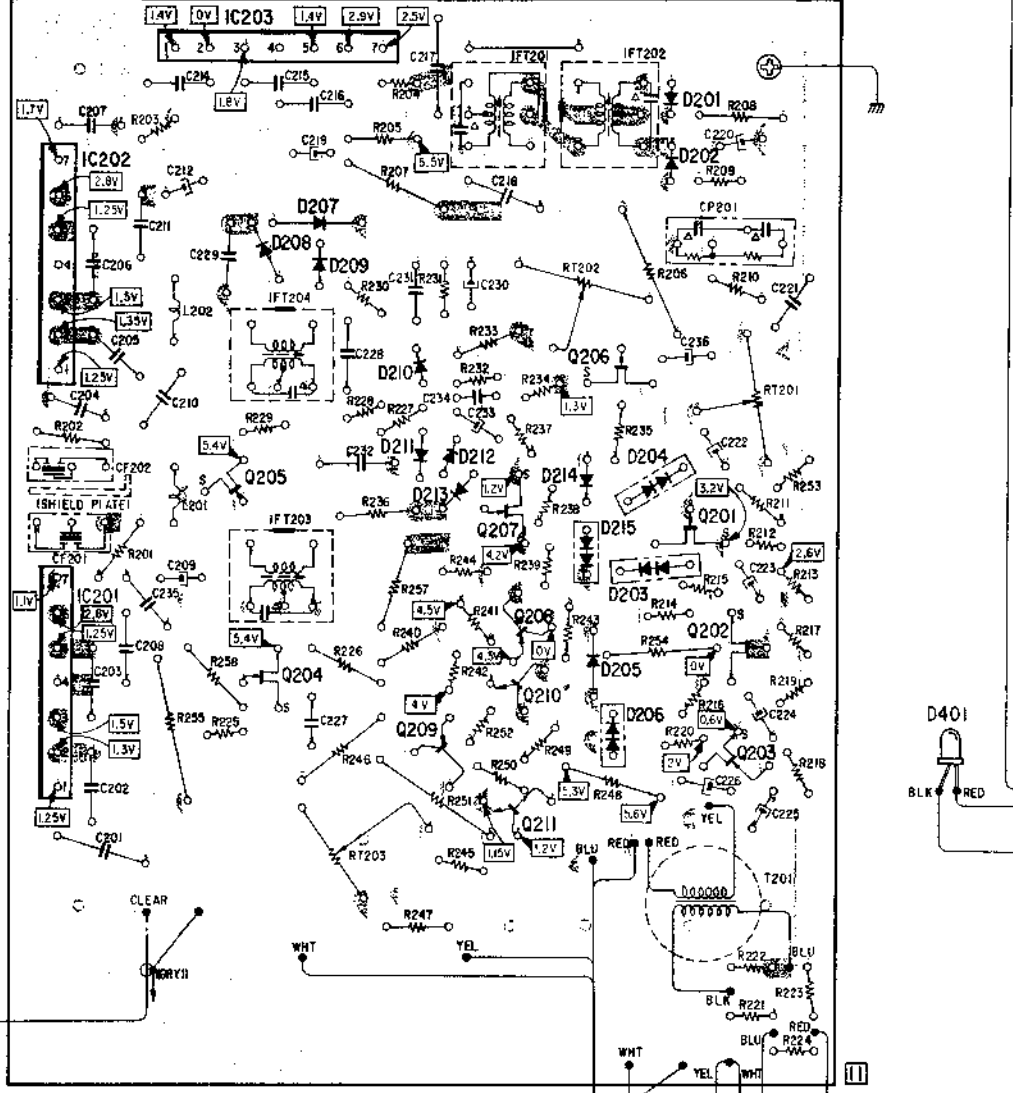 1.4V 0V IC203 1.4V 2.9V 2.5V
1 2 3 4 5 6 7
C217 IFT201 IFT202
C214 C215 R204
1.8V C216
D201 R208
1.7V C207 R203
C219 R205 C220
7 IC202 5.5V D202
2.8V C212 R207 C218 R209
1.25V
C211 D207 CP201
D208
4 C206 C229 D209 RT202 R206 R210
R230 C231 R231 C230 C221
1.5V L202 IFT204
1.35V R233
C205 C228 Q206 C236
1 1.25V D210 R232 S
R234 RT201
C204 C210 R228 R227 C234 1.3V
R202 R229 C233 R237 R235 C222
5.4V D211 D212 D204
CF202 C232 D214
S Q205 S R253
(SHIELD PLATE) L201 D213 1.2V 3.2V R211
R236 R238 Q201
IFT203 Q207 D215 S R212
CF201 R201 4.2V 2.6V
C209 R244 R239 D203 R215 C223 R213
7 IC201 C235 R257
1.1V 2.8V 4.5V R241 Q208 R214
1.25V 5.4V R240 R243 Q202 S R217
C208 R226 4.3V 0V R254
4 C203 R258 R242 D205 0V
Q204 Q210 R219
S 4V R216
1.5V R255 R225 C227 D206 0.6V C224 D401
1.3V Q209 R252 R249 R220 S
R246 2V Q203
C202 R250 R218
1 5.3V R248 C226 BLK RED
1.25V R251 5.6V
Q211 YEL C225
C201 1.15V 1.2V
RT203 R245 BLU RED RED
T201
CLEAR
R247
WHT YEL
R222 BLU
BLK R223
R221
BLU RED
WHT R224
YEL WHT 11